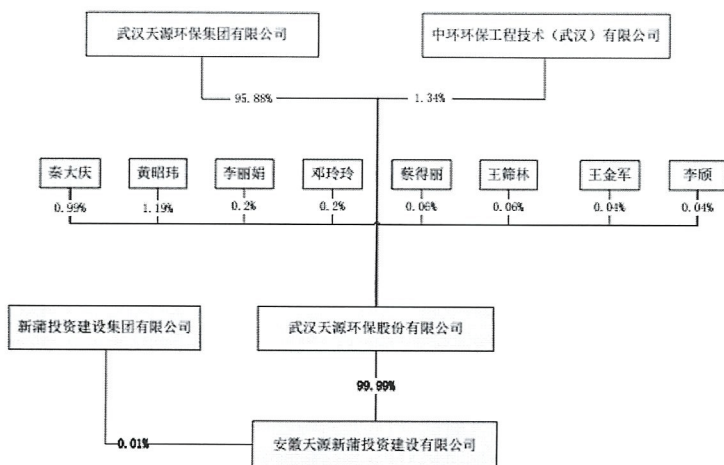 武汉天源环保集团有限公司
中环环保工程技术（武汉）有限公司
95.88%
1.34%
秦大庆
黄昭玮
李丽娟
邓玲玲
蔡得丽
王筛林
王金军
李颀
0.99%
1.19%
0.2%
0.2%
0.06%
0.06%
0.04%
0.04%
新蒲投资建设集团有限公司
武汉天源环保股份有限公司
99.99%
0.01%
安徽天源新蒲投资建设有限公司